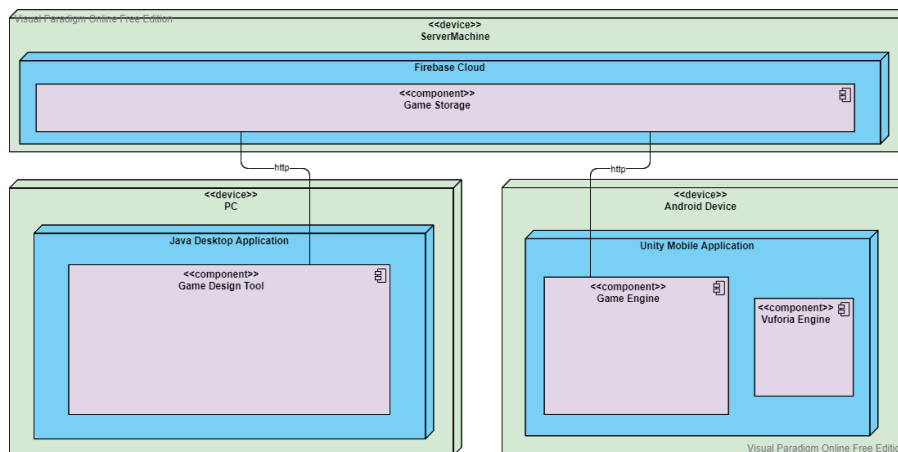 Visual Paradigm Online Free Edition
<<device>>
ServerMachine
Firebase Cloud
<<component>>
Game Storage
http
http
<<device>>
PC
Java Desktop Application
<<component>>
Game Design Tool
<<device>>
Android Device
Unity Mobile Application
<<component>>
Game Engine
<<component>>
Vuforia Engine
Visual Paradigm Online Free Editio